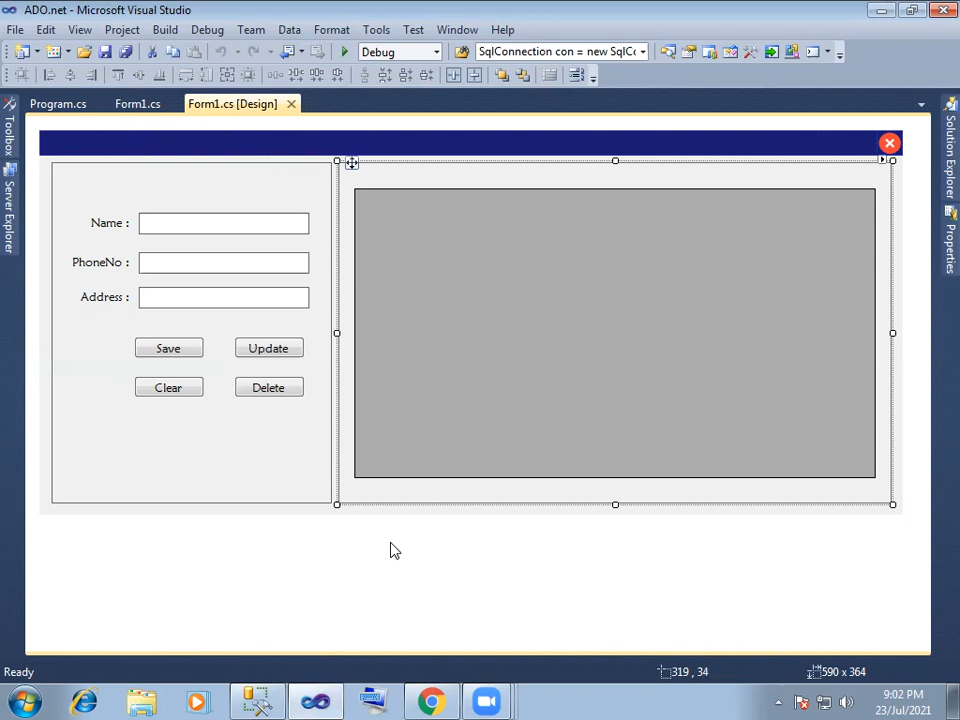 ADO.net - Microsoft Visual Studio
File Edit View Project Build Debug Team Data Format Tools Test Window Help
Debug SqlConnection con = new SqlCc
Program.cs Form1.cs Form1.cs [Design]
Toolbox
Server Explorer
Solution Explorer
Properties
Name :
PhoneNo :
Address :
Save Update
Clear Delete
Ready 319 , 34 590 x 364
9:02 PM
23/Jul/2021